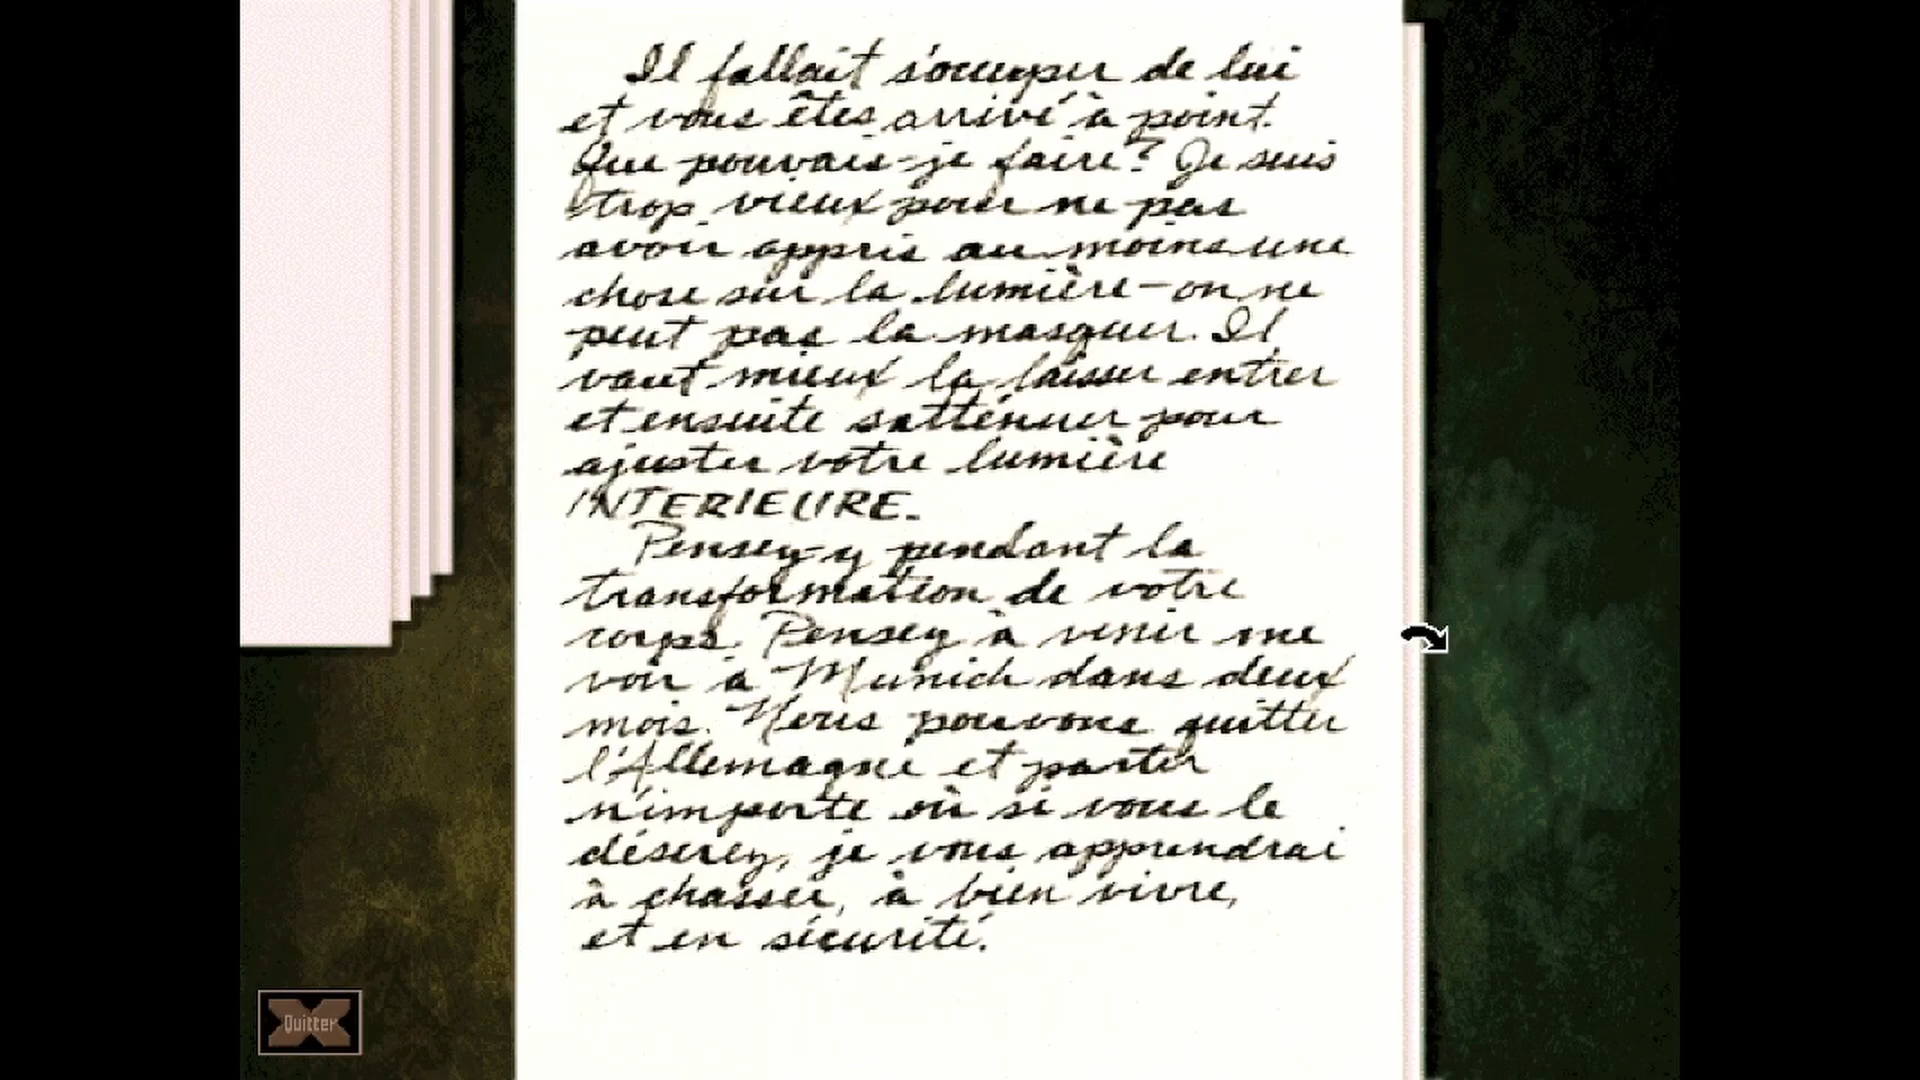 Il fallait s'occuper de lui
et vous êtes arrivé à point.
Que pouvais-je faire? Je suis
trop vieux pour ne pas
avoir appris au moins une
chose sur la lumière - on ne
peut pas la masquer. Il
vaut mieux la laisser entrer
et ensuite s'atténuer pour
ajuster votre lumière
INTERIEURE.
Pensez-y pendant la
transformation de votre
corps. Pensez à venir me
voir à Munich dans deux
mois. Nous pouvons quitter
l'Allemagne et partir
n'importe où si vous le
désirez, je vous apprendrai
à chasser, à bien vivre,
et en sécurité.
Quitter